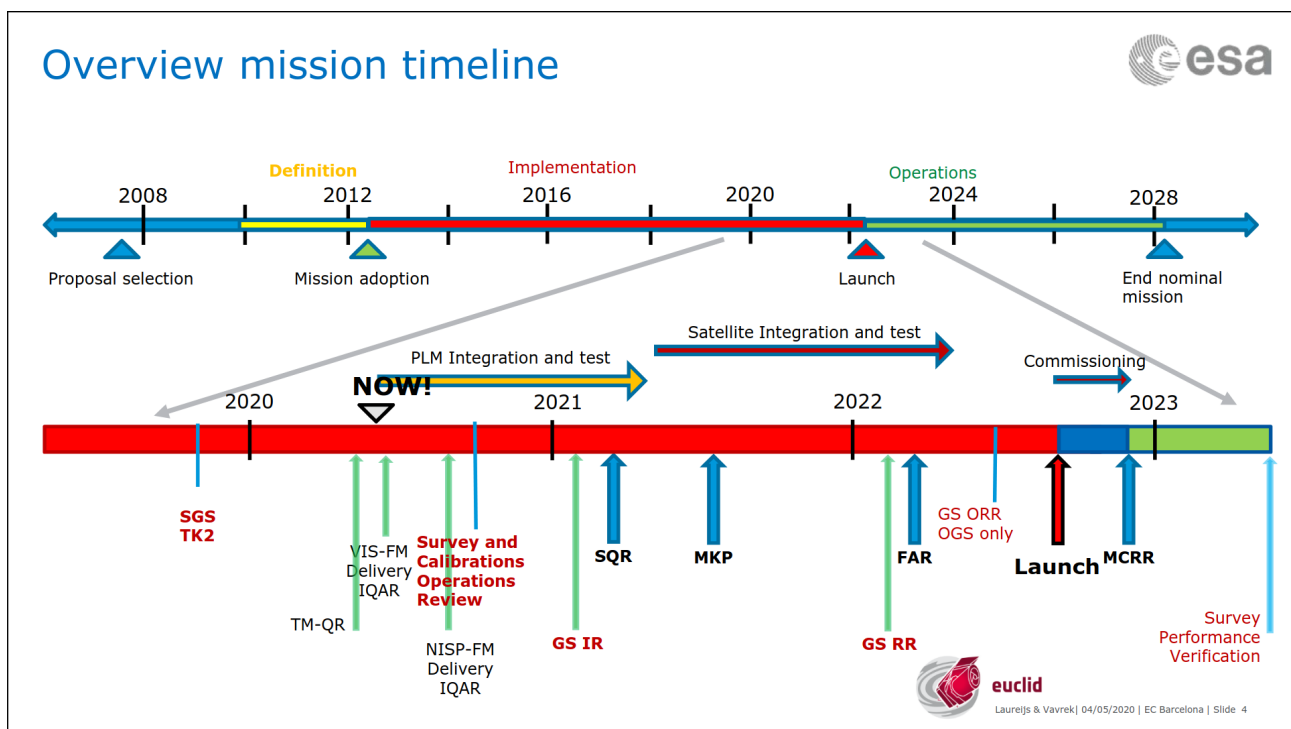 Overview mission timeline
esa
Definition
Implementation
Operations
2008
2012
2016
2020
2024
2028
Proposal selection
Mission adoption
Launch
End nominal
mission
Satellite Integration and test
PLM Integration and test
Commissioning
NOW!
2020
2021
2022
2023
SGS
TK2
VIS-FM
Delivery
IQAR
Survey and
Calibrations
Operations
Review
SQR
MKP
FAR
GS ORR
OGS only
Launch
MCRR
TM-QR
NISP-FM
Delivery
IQAR
GS IR
GS RR
Survey
Performance
Verification
euclid
Laureijs & Vavrek| 04/05/2020 | EC Barcelona | Slide 4